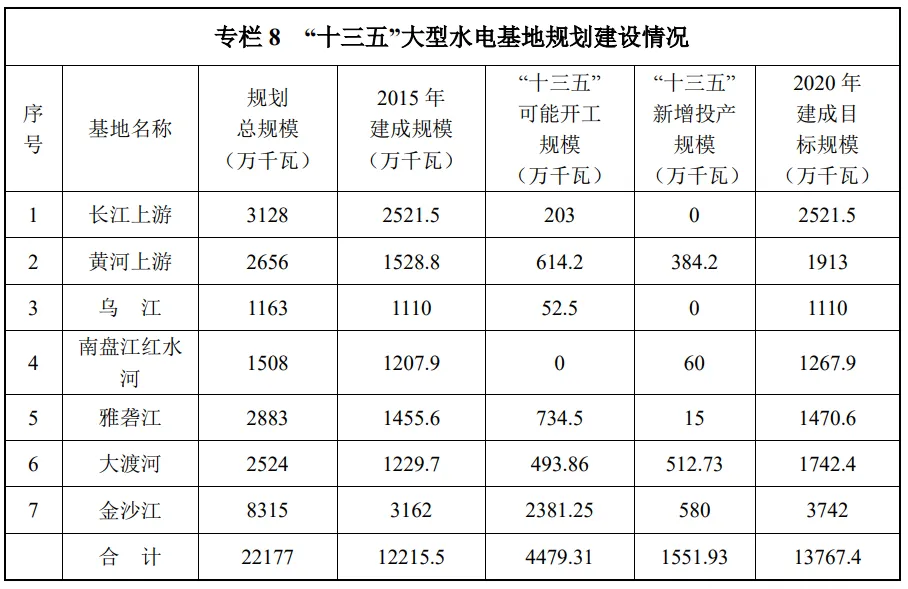 专栏 8 “十三五”大型水电基地规划建设情况
序号 基地名称 规划总规模（万千瓦） 2015 年建成规模（万千瓦） “十三五”可能开工规模（万千瓦） “十三五”新增投产规模（万千瓦） 2020 年建成目标规模（万千瓦）
1 长江上游 3128 2521.5 203 0 2521.5
2 黄河上游 2656 1528.8 614.2 384.2 1913
3 乌 江 1163 1110 52.5 0 1110
4 南盘江红水河 1508 1207.9 0 60 1267.9
5 雅砻江 2883 1455.6 734.5 15 1470.6
6 大渡河 2524 1229.7 493.86 512.73 1742.4
7 金沙江 8315 3162 2381.25 580 3742
合 计 22177 12215.5 4479.31 1551.93 13767.4